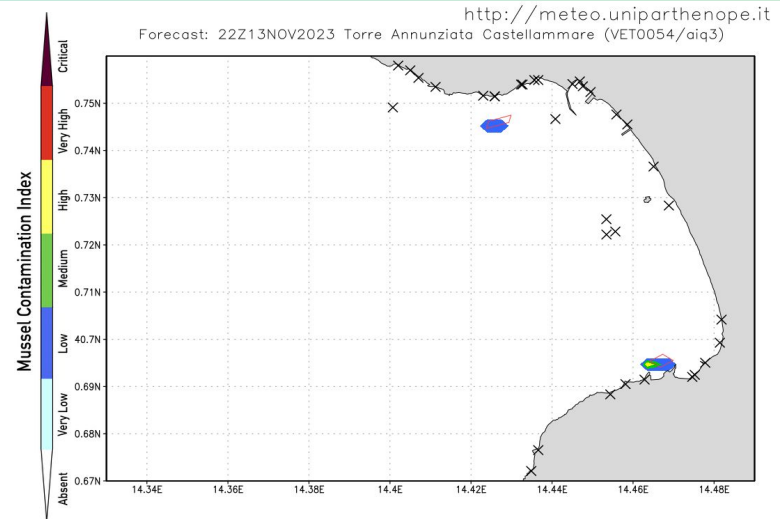 http://meteo.uniparthenope.it
Forecast: 22Z13NOV2023 Torre Annunziata Castellammare (VET0054/aiq3)
Mussel Contamination Index
Critical
Very High
High
Medium
Low
Very Low
Absent
0.75N
0.74N
0.73N
0.72N
0.71N
40.7N
0.69N
0.68N
0.67N
14.34E 14.36E 14.38E 14.4E 14.42E 14.44E 14.46E 14.48E